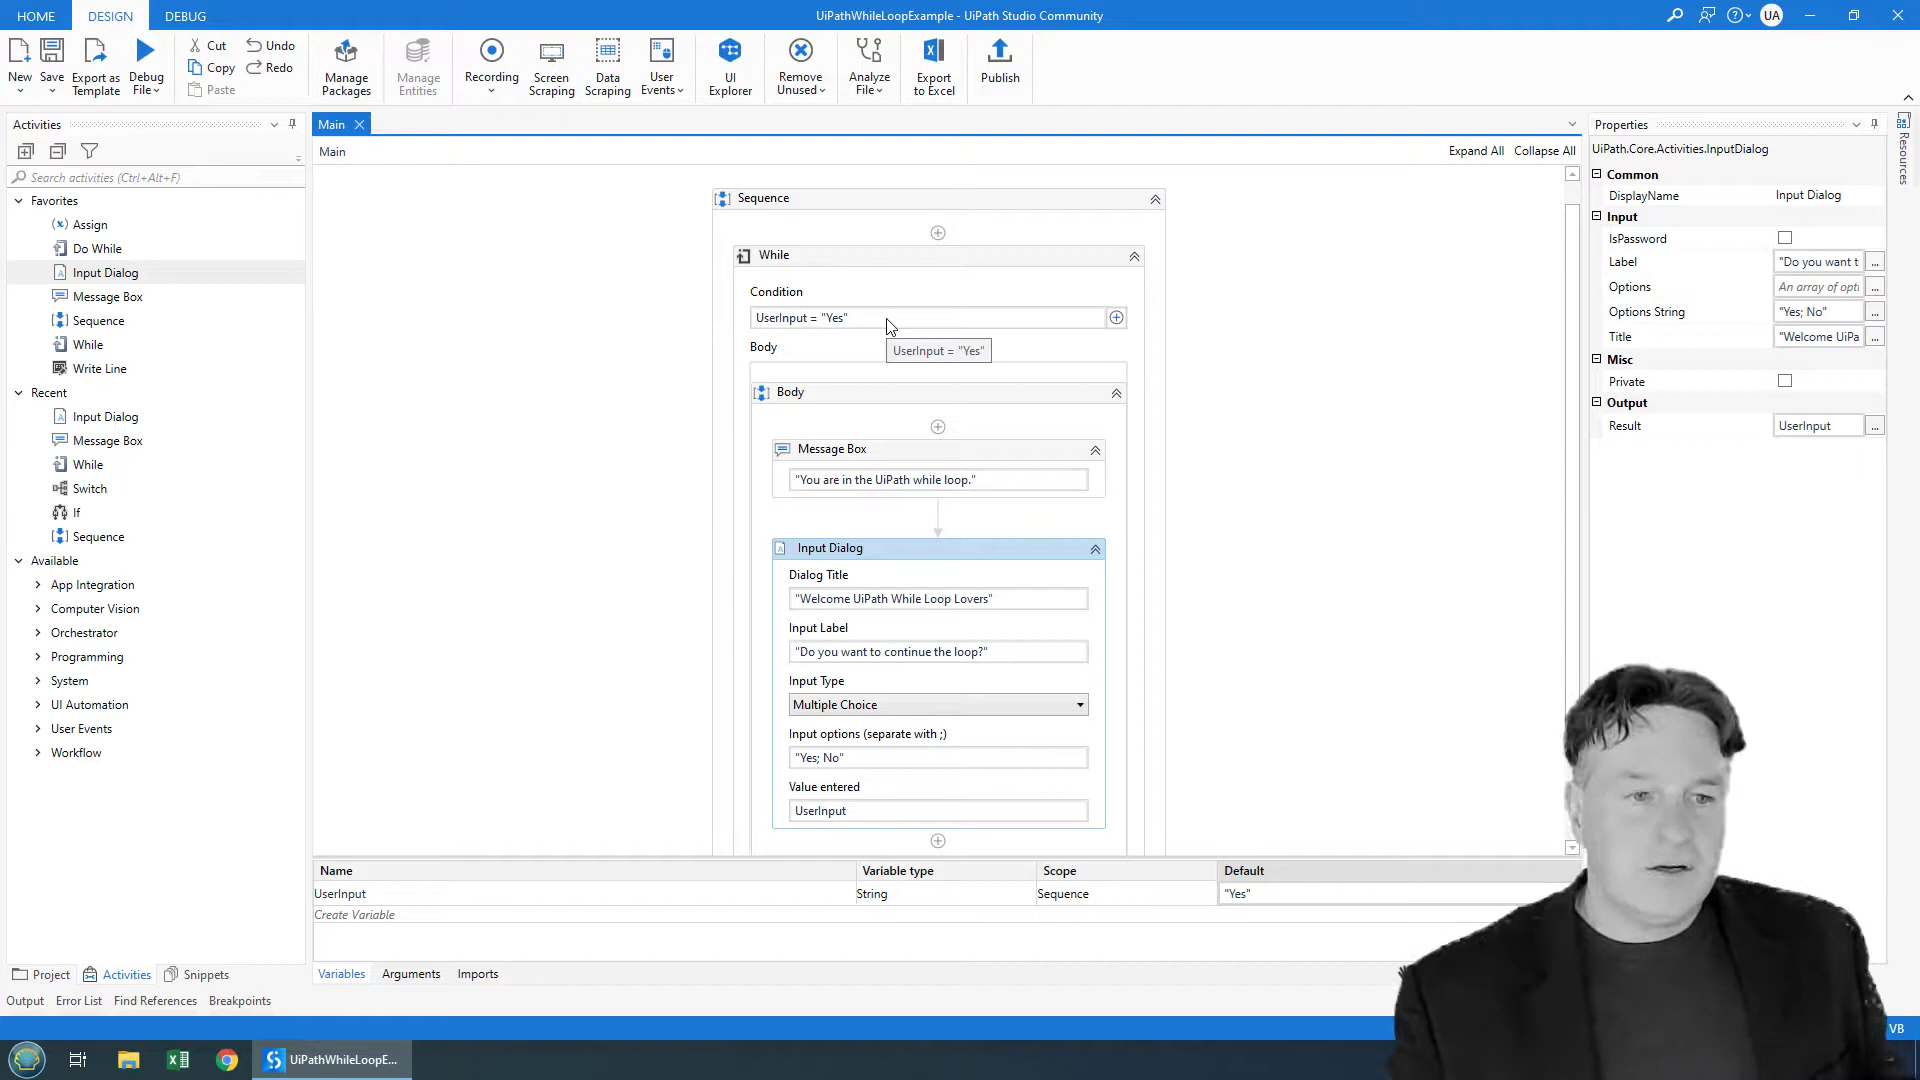 HOME DESIGN DEBUG
UiPathWhileLoopExample - UiPath Studio Community
UA
New
Save
Export as Template
Debug File
Cut
Copy
Paste
Undo
Redo
Manage Packages
Manage Entities
Recording
Screen Scraping
Data Scraping
User Events
UI Explorer
Remove Unused
Analyze File
Export to Excel
Publish
Activities
Search activities (Ctrl+Alt+F)
Favorites
Assign
Do While
Input Dialog
Message Box
Sequence
While
Write Line
Recent
Input Dialog
Message Box
While
Switch
If
Sequence
Available
App Integration
Computer Vision
Orchestrator
Programming
System
UI Automation
User Events
Workflow
Project Activities Snippets
Main
Main
Expand All Collapse All
Sequence
While
Condition
UserInput = "Yes"
UserInput = "Yes"
Body
Body
Message Box
"You are in the UiPath while loop."
Input Dialog
Dialog Title
"Welcome UiPath While Loop Lovers"
Input Label
"Do you want to continue the loop?"
Input Type
Multiple Choice
Input options (separate with ;)
"Yes; No"
Value entered
UserInput
Name Variable type Scope Default
UserInput String Sequence "Yes"
Create Variable
Variables Arguments Imports
Properties
UiPath.Core.Activities.InputDialog
Common
DisplayName Input Dialog
Input
IsPassword
Label "Do you want t ...
Options An array of opti ...
Options String "Yes; No" ...
Title "Welcome UiPa ...
Misc
Private
Output
Result UserInput ...
Resources
Output Error List Find References Breakpoints
VB
UiPathWhileLoopE...